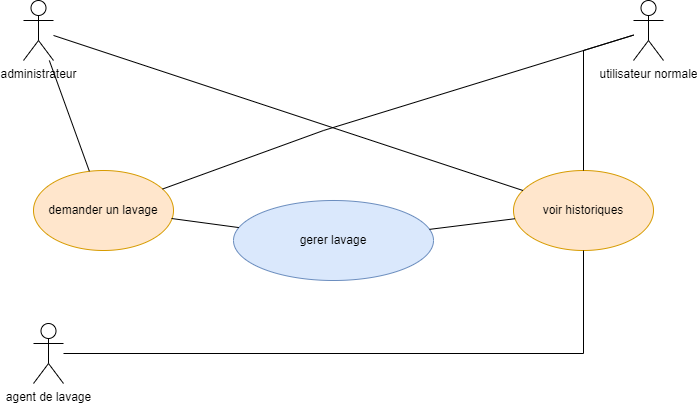 administrateur
utilisateur normale
demander un lavage
voir historiques
gerer lavage
agent de lavage